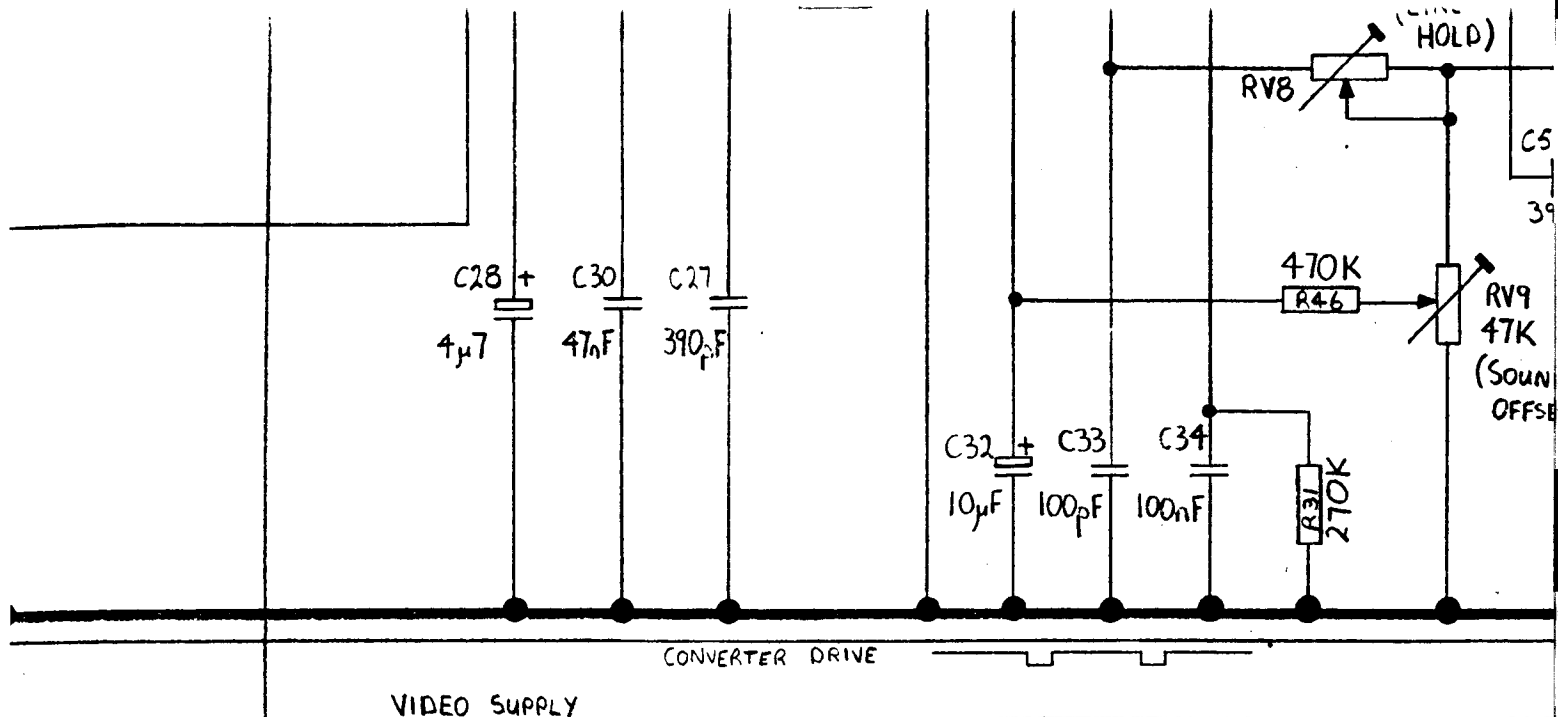 HOLD)
RV8
C5
39
C28 +
4µ7
C30
47nF
C27
390pF
470K
R46
RV9
47K
(SOUN
OFFSE
C32 +
10µF
C33
100pF
C34
100nF
R31
270K
CONVERTER DRIVE
VIDEO SUPPLY